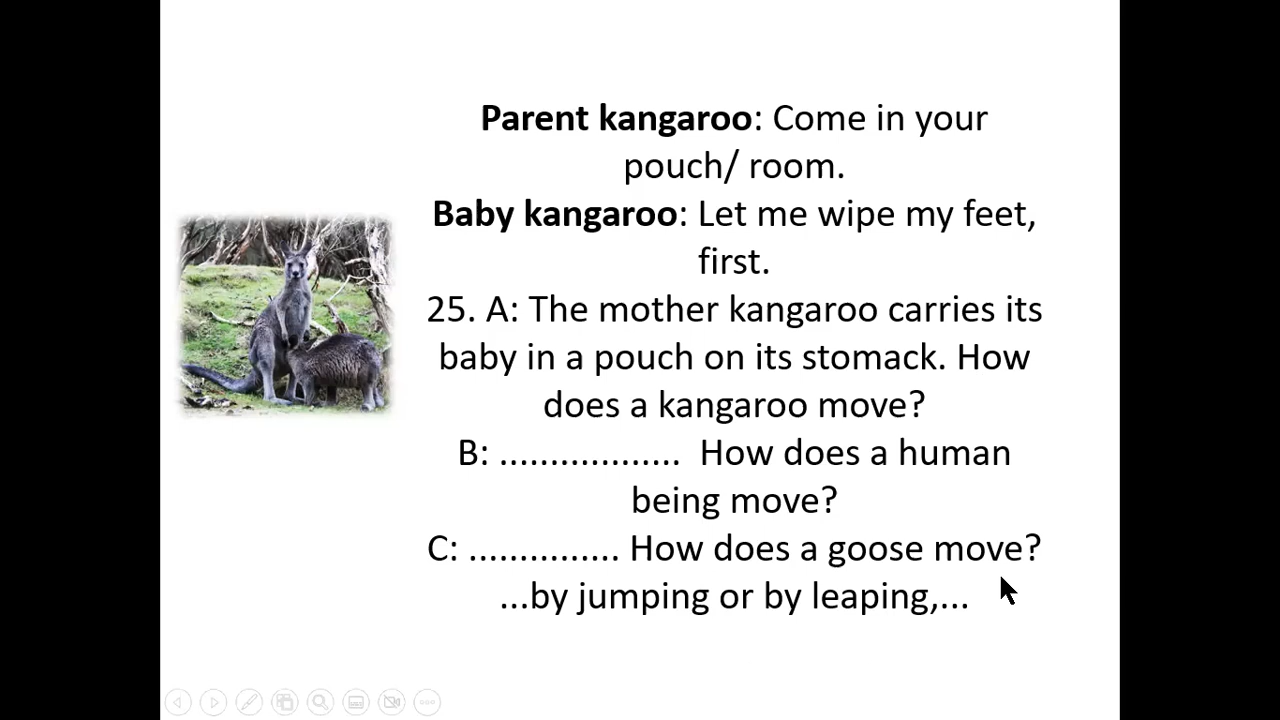 Parent kangaroo: Come in your
pouch/ room.
Baby kangaroo: Let me wipe my feet,
first.
25. A: The mother kangaroo carries its
baby in a pouch on its stomack. How
does a kangaroo move?
B: .................. How does a human
being move?
C: ............... How does a goose move?
...by jumping or by leaping,...